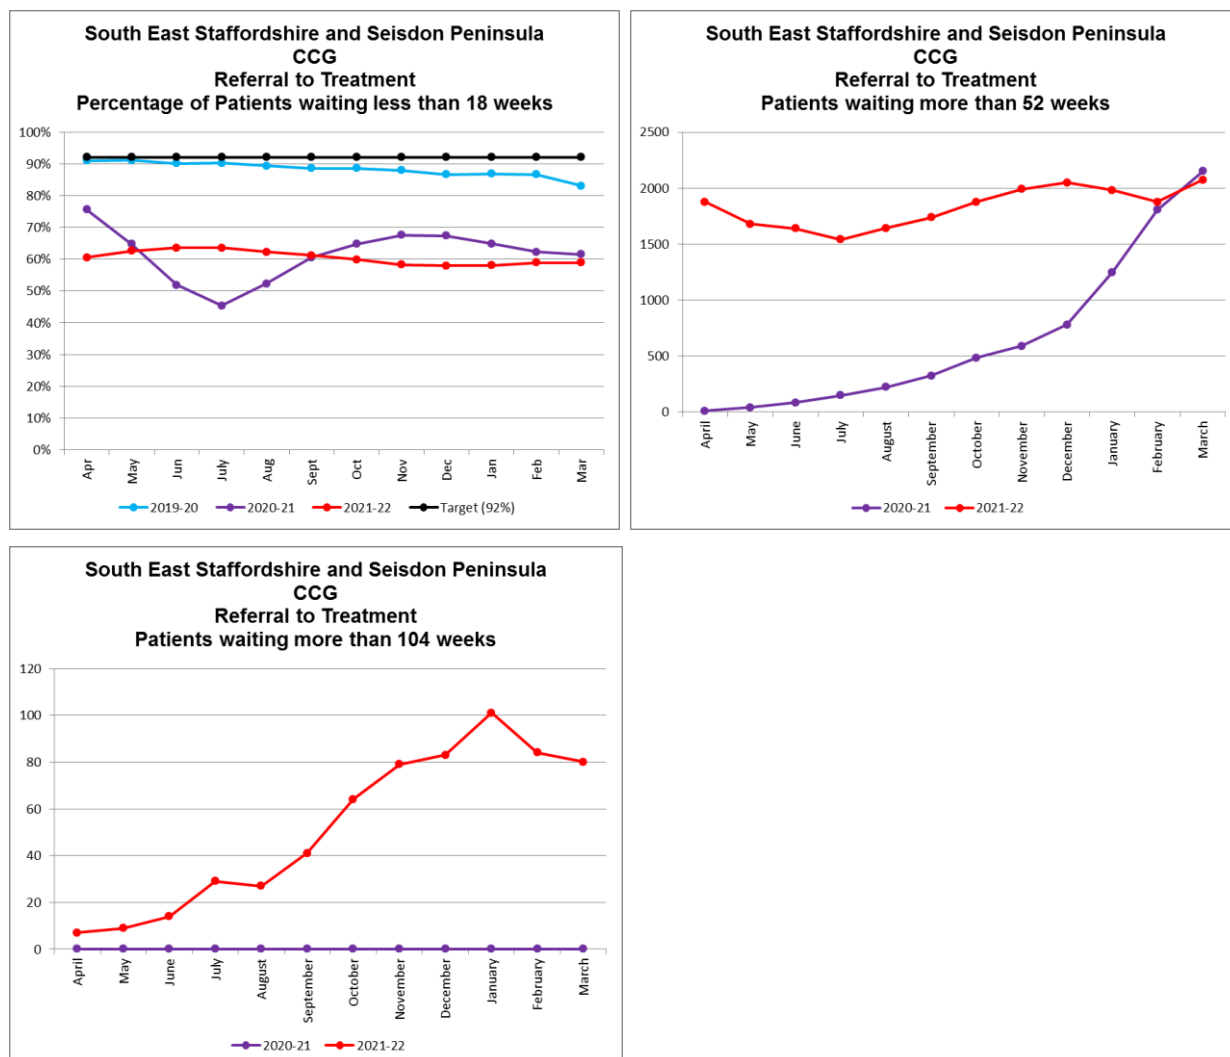 South East Staffordshire and Seisdon Peninsula
CCG
Referral to Treatment
Percentage of Patients waiting less than 18 weeks
100%
90%
80%
70%
60%
50%
40%
30%
20%
10%
0%
Apr
May
Jun
July
Aug
Sept
Oct
Nov
Dec
Jan
Feb
Mar
2019-20 2020-21 2021-22 Target (92%)
South East Staffordshire and Seisdon Peninsula
CCG
Referral to Treatment
Patients waiting more than 52 weeks
2500
2000
1500
1000
500
0
April
May
June
July
August
September
October
November
December
January
February
March
2020-21 2021-22
South East Staffordshire and Seisdon Peninsula
CCG
Referral to Treatment
Patients waiting more than 104 weeks
120
100
80
60
40
20
0
April
May
June
July
August
September
October
November
December
January
February
March
2020-21 2021-22